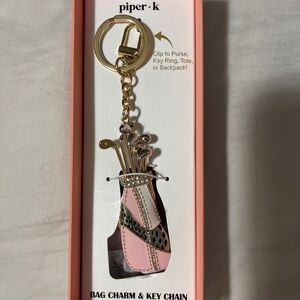 piper · k
Clip to Purse,
Key Ring, Tote,
or Backpack!
BAG CHARM & KEY CHAIN